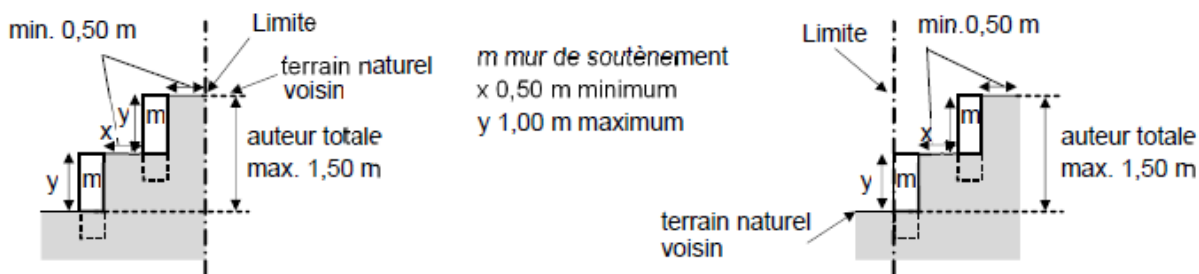 min. 0,50 m
Limite
terrain naturel
voisin
y
m
x
auteur totale
max. 1,50 m
y
m
m mur de soutènement
x 0,50 m minimum
y 1,00 m maximum
min.0,50 m
Limite
m
x
auteur totale
max. 1,50 m
y
m
terrain naturel
voisin